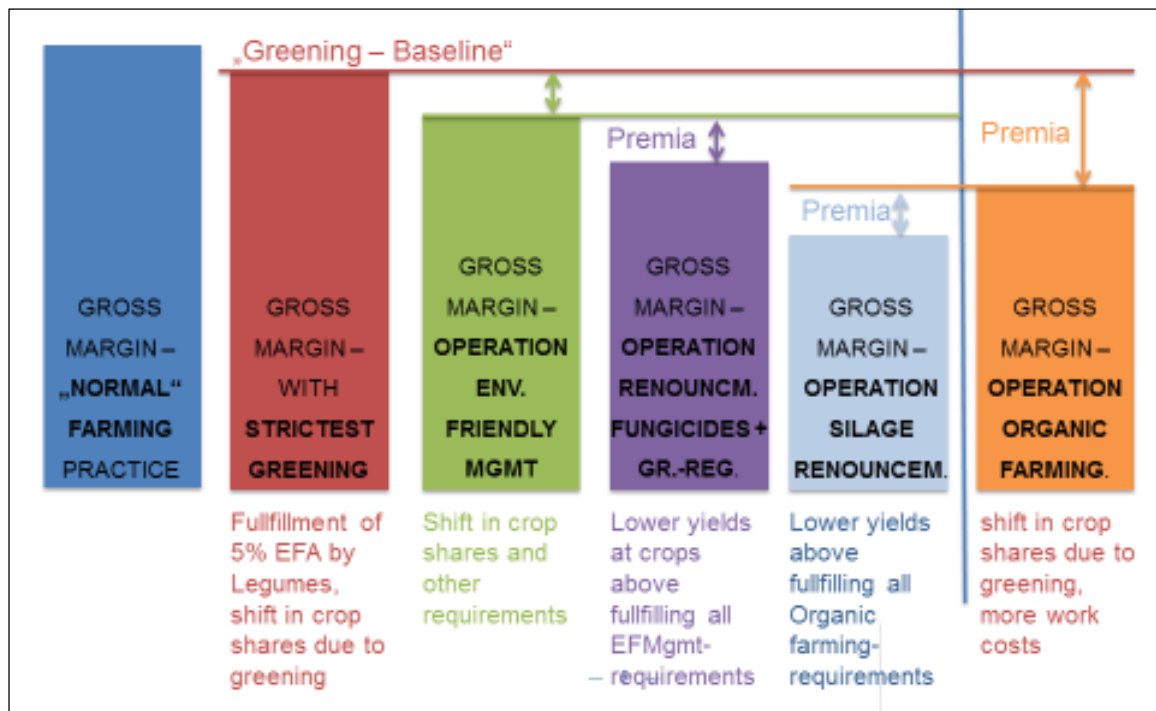 „Greening – Baseline“
Premia
Premia
Premia
GROSS
MARGIN –
„NORMAL“
FARMING
PRACTICE
GROSS
MARGIN –
WITH
STRICTEST
GREENING
GROSS
MARGIN –
OPERATION
ENV.
FRIENDLY
MGMT
GROSS
MARGIN –
OPERATION
RENOUNCM.
FUNGICIDES +
GR.-REG.
GROSS
MARGIN –
OPERATION
SILAGE
RENOUNCEM.
GROSS
MARGIN –
OPERATION
ORGANIC
FARMING.
Fullfillment of
5% EFA by
Legumes,
shift in crop
shares due to
greening
Shift in crop
shares and
other
requirements
Lower yields
at crops
above
fullfilling all
EFMgmt-
requirements
Lower yields
above
fullfilling all
Organic
farming-
requirements
shift in crop
shares due to
greening,
more work
costs